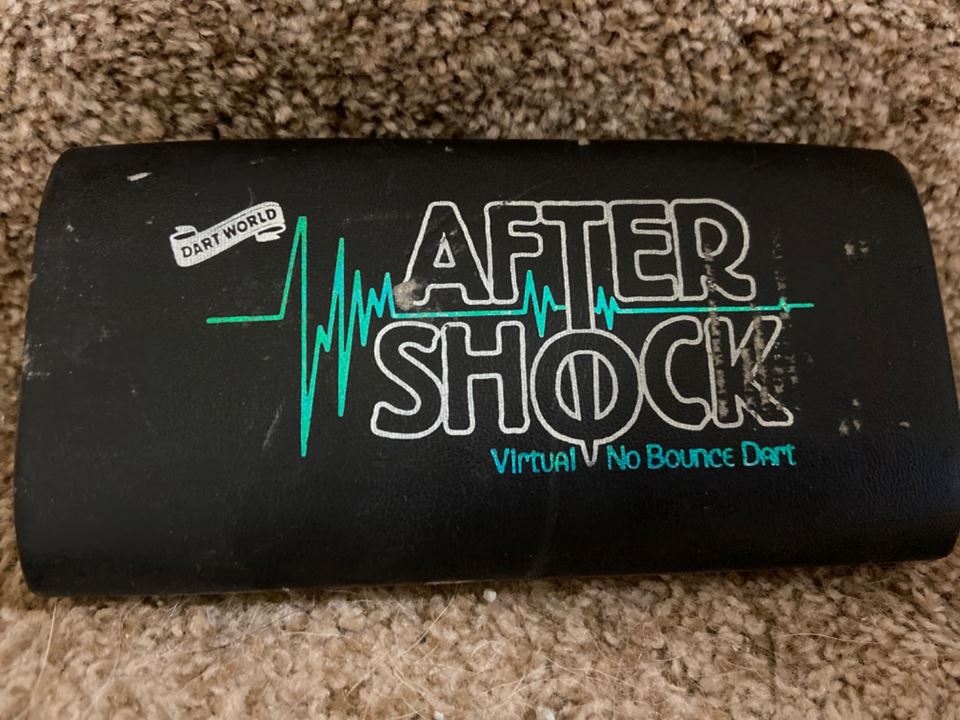 DART WORLD
AFTER
SHOCK
Virtual No Bounce Dart